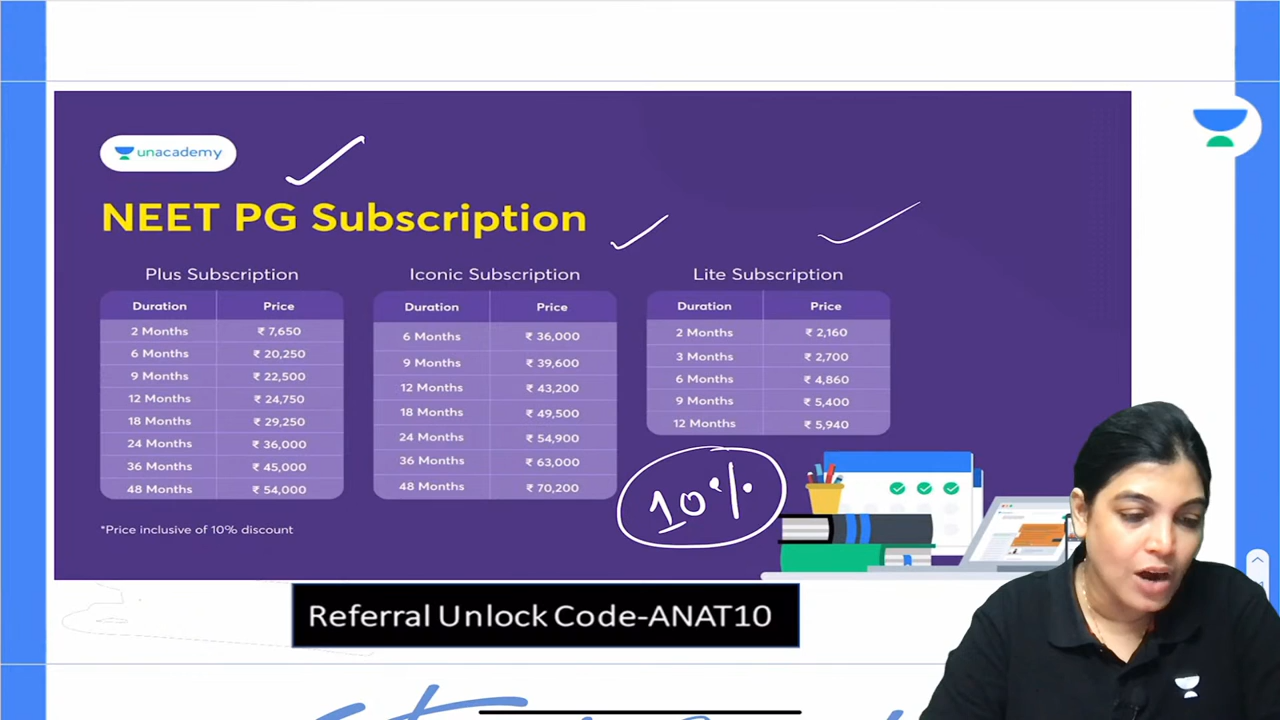 unacademy
NEET PG Subscription
Plus Subscription
Duration Price
2 Months ₹ 7,650
6 Months ₹ 20,250
9 Months ₹ 22,500
12 Months ₹ 24,750
18 Months ₹ 29,250
24 Months ₹ 36,000
36 Months ₹ 45,000
48 Months ₹ 54,000
*Price inclusive of 10% discount
Iconic Subscription
Duration Price
6 Months ₹ 36,000
9 Months ₹ 39,600
12 Months ₹ 43,200
18 Months ₹ 49,500
24 Months ₹ 54,900
36 Months ₹ 63,000
48 Months ₹ 70,200
Lite Subscription
Duration Price
2 Months ₹ 2,160
3 Months ₹ 2,700
6 Months ₹ 4,860
9 Months ₹ 5,400
12 Months ₹ 5,940
10%
Referral Unlock Code-ANAT10